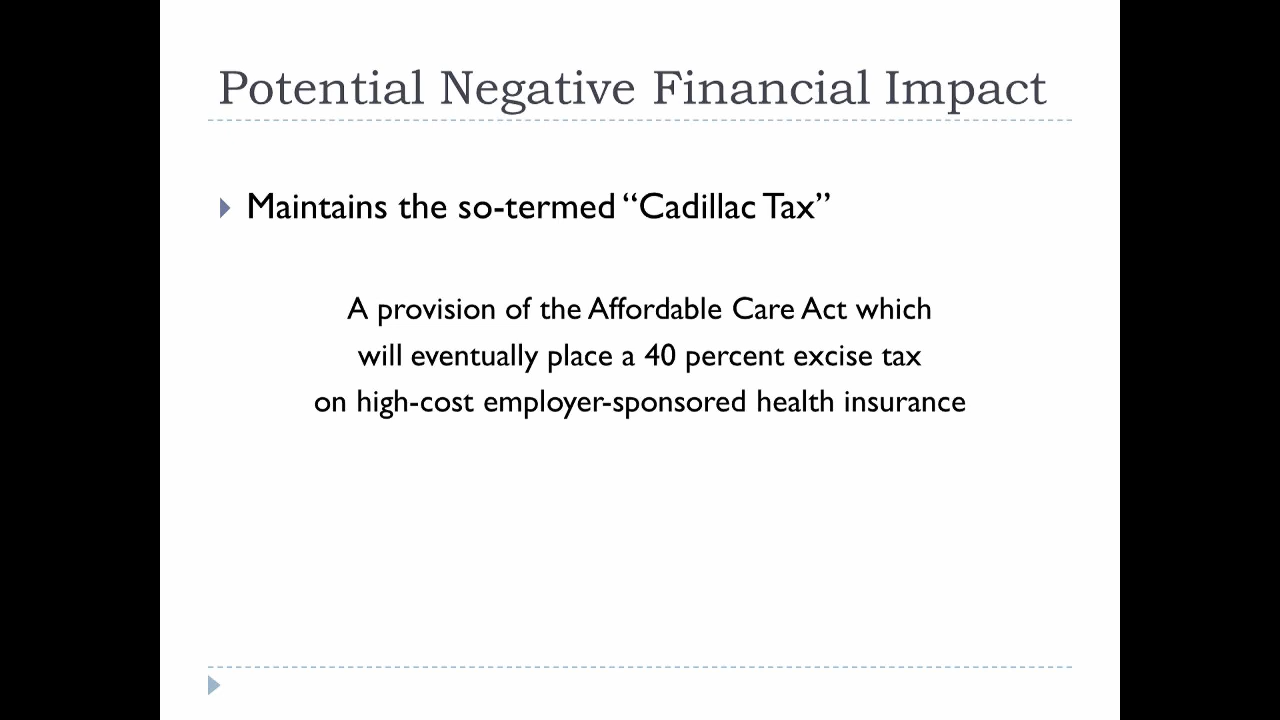 Potential Negative Financial Impact
Maintains the so-termed “Cadillac Tax”
A provision of the Affordable Care Act which
will eventually place a 40 percent excise tax
on high-cost employer-sponsored health insurance